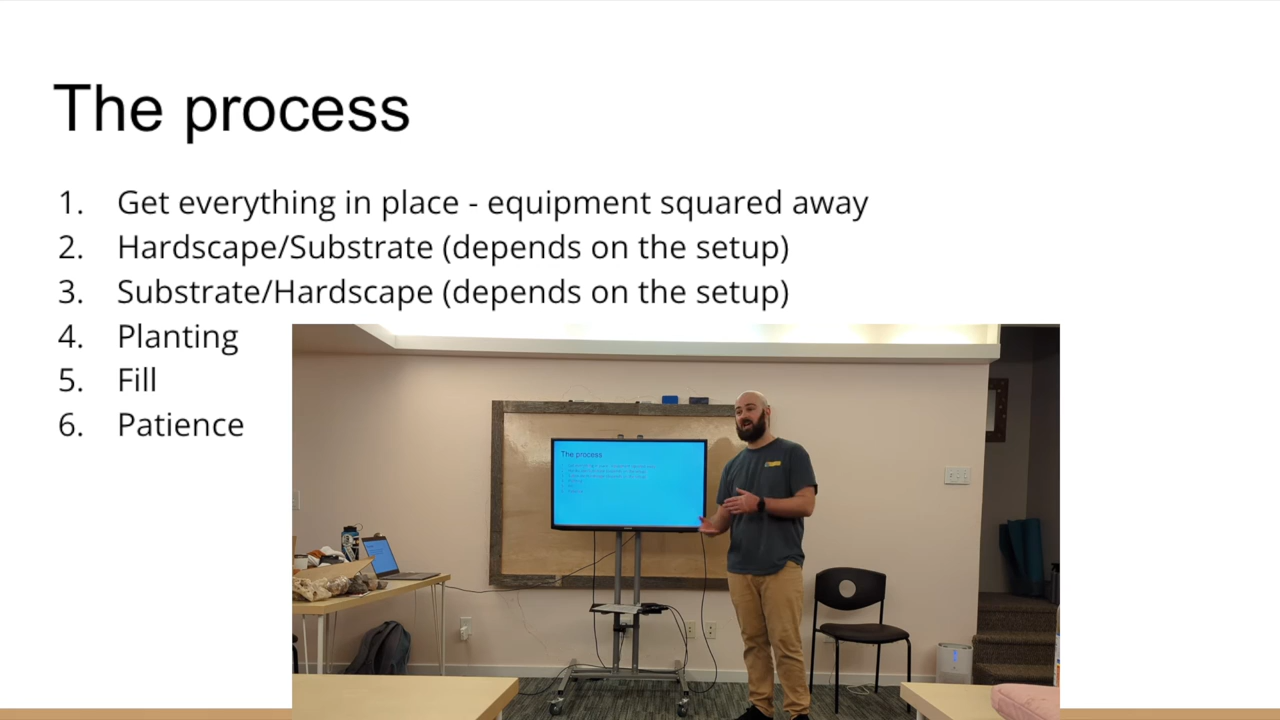 The process
1. Get everything in place - equipment squared away
2. Hardscape/Substrate (depends on the setup)
3. Substrate/Hardscape (depends on the setup)
4. Planting
5. Fill
6. Patience
The process